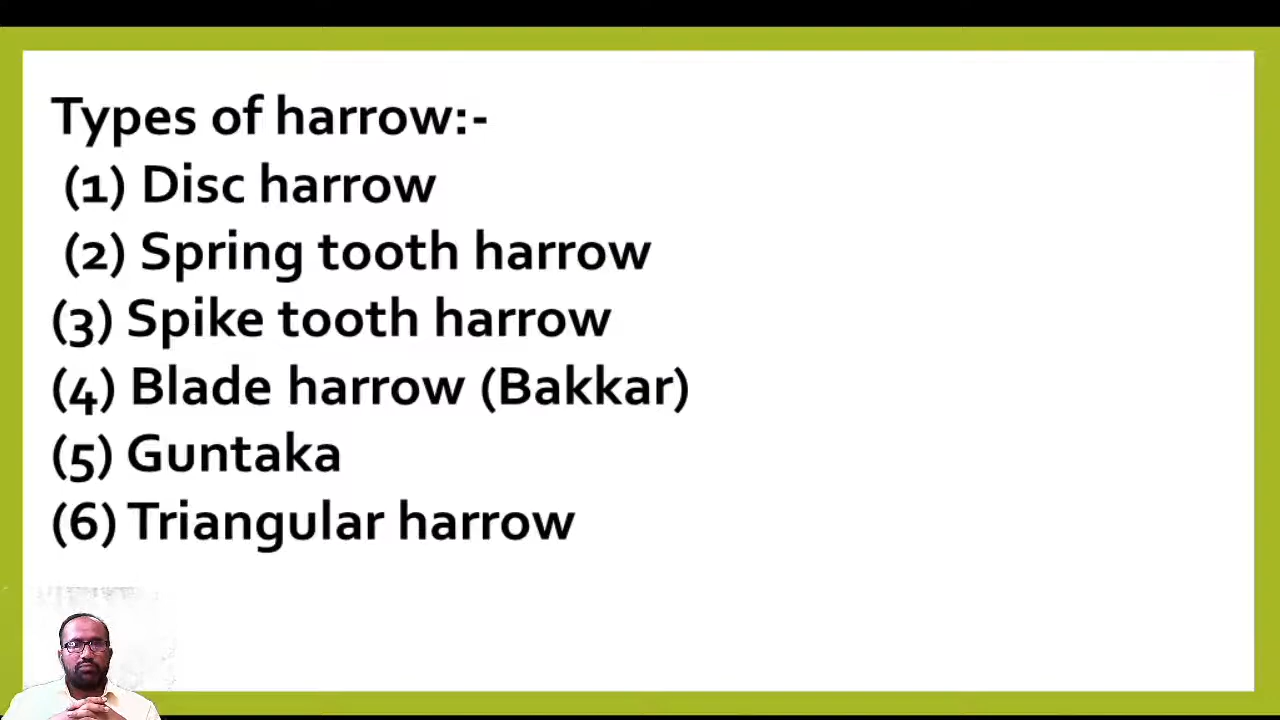 Types of harrow:-
(1) Disc harrow
(2) Spring tooth harrow
(3) Spike tooth harrow
(4) Blade harrow (Bakkar)
(5) Guntaka
(6) Triangular harrow